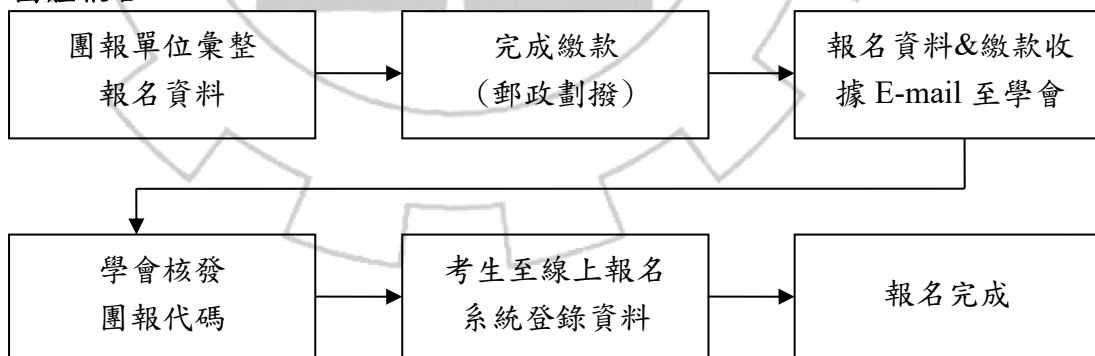 團報單位彙整
報名資料
完成繳款
（郵政劃撥）
報名資料&繳款收
據 E-mail 至學會
學會核發
團報代碼
考生至線上報名
系統登錄資料
報名完成